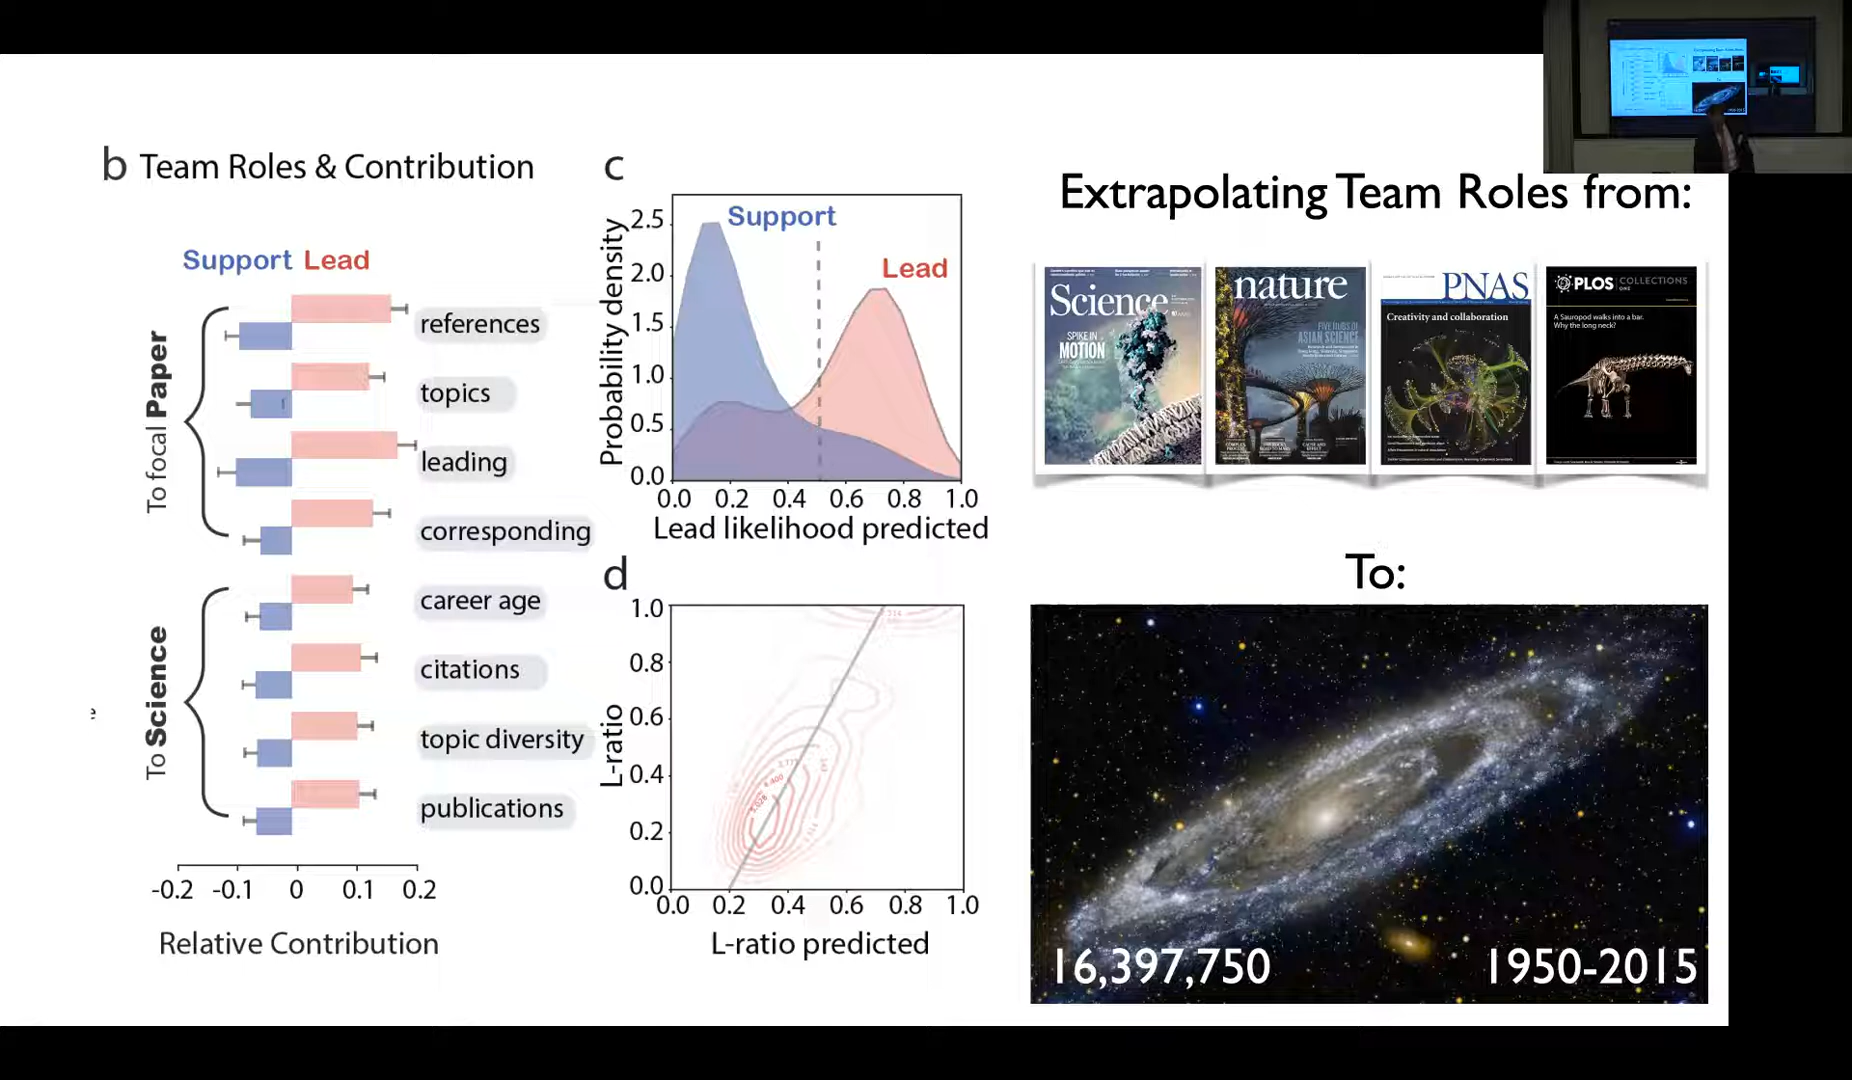 b Team Roles & Contribution
Support Lead
To focal Paper
references
topics
leading
corresponding
To Science
career age
citations
topic diversity
publications
-0.2 -0.1 0 0.1 0.2
Relative Contribution
e
c
Probability density
2.5
2.0
1.5
1.0
0.5
0.0
Support
Lead
0.0 0.2 0.4 0.6 0.8 1.0
Lead likelihood predicted
d
L-ratio
1.0
0.8
0.6
0.4
0.2
0.0
0.0 0.2 0.4 0.6 0.8 1.0
L-ratio predicted
Extrapolating Team Roles from:
Science
SPIKE IN
MOTION
nature
FIVE HUBS OF
ASIAN SCIENCE
PNAS
Creativity and collaboration
PLOS COLLECTIONS
ONE
A Sauropod walks into a bar.
Why the long neck?
To:
16,397,750
1950-2015